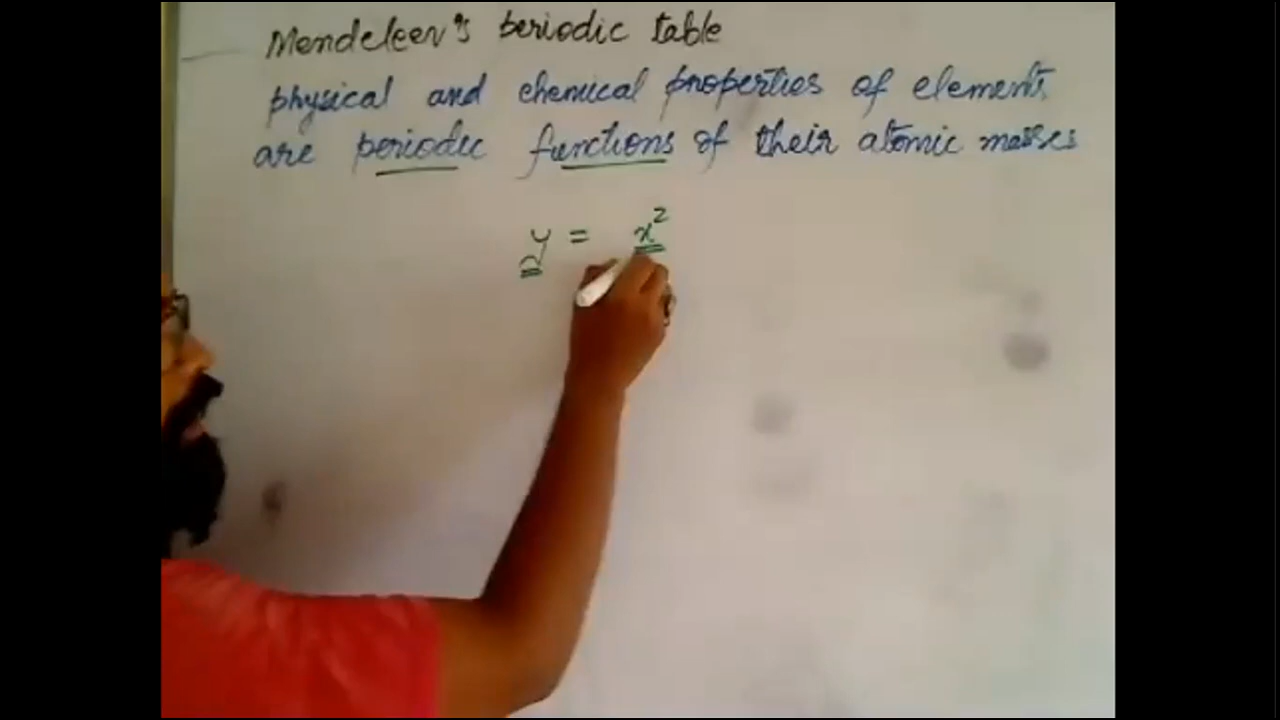 Mendeleev's periodic table
physical and chemical properties of elements
are periodic functions of their atomic masses
y = x²